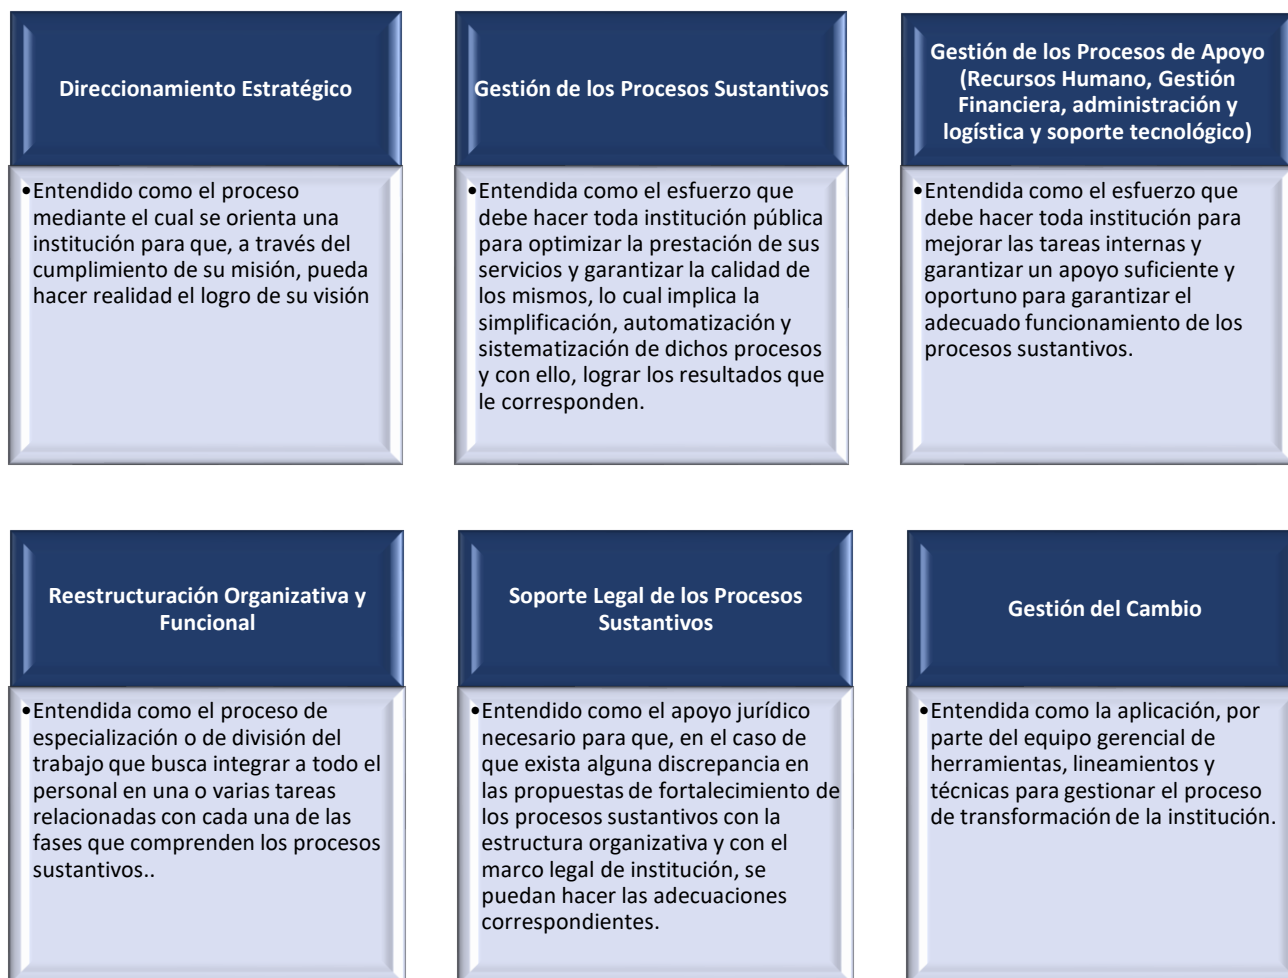 Direccionamiento Estratégico
•Entendido como el proceso
mediante el cual se orienta una
institución para que, a través del
cumplimiento de su misión, pueda
hacer realidad el logro de su visión
Gestión de los Procesos Sustantivos
•Entendida como el esfuerzo que
debe hacer toda institución pública
para optimizar la prestación de sus
servicios y garantizar la calidad de
los mismos, lo cual implica la
simplificación, automatización y
sistematización de dichos procesos
y con ello, lograr los resultados que
le corresponden.
Gestión de los Procesos de Apoyo
(Recursos Humano, Gestión
Financiera, administración y
logística y soporte tecnológico)
•Entendida como el esfuerzo que
debe hacer toda institución para
mejorar las tareas internas y
garantizar un apoyo suficiente y
oportuno para garantizar el
adecuado funcionamiento de los
procesos sustantivos.
Reestructuración Organizativa y
Funcional
•Entendida como el proceso de
especialización o de división del
trabajo que busca integrar a todo el
personal en una o varias tareas
relacionadas con cada una de las
fases que comprenden los procesos
sustantivos..
Soporte Legal de los Procesos
Sustantivos
•Entendido como el apoyo jurídico
necesario para que, en el caso de
que exista alguna discrepancia en
las propuestas de fortalecimiento de
los procesos sustantivos con la
estructura organizativa y con el
marco legal de institución, se
puedan hacer las adecuaciones
correspondientes.
Gestión del Cambio
•Entendida como la aplicación, por
parte del equipo gerencial de
herramientas, lineamientos y
técnicas para gestionar el proceso
de transformación de la institución.